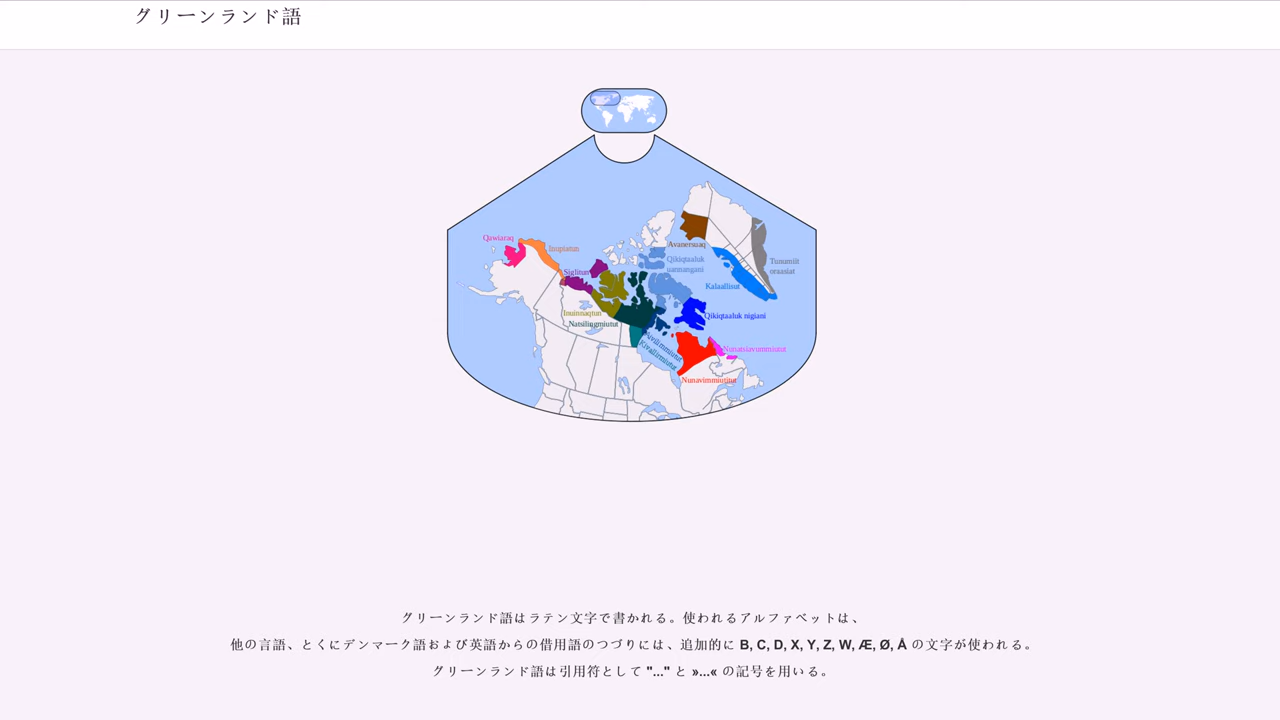 グリーンランド語
Qawiaraq
Inupiatun
Siglitun
Inuinnaqtun
Natsilingmiutut
Avanersuaq
Qikiqtaaluk
uannangani
Kalaallisut
Tunumiit
oraasiat
Qikiqtaaluk nigiani
Aivilimmiutut
Kivallirmiutut
Nunatsiavummiutut
Nunavimmiutitut
グリーンランド語はラテン文字で書かれる。使われるアルファベットは、
他の言語、とくにデンマーク語および英語からの借用語のつづりには、追加的に B, C, D, X, Y, Z, W, Æ, Ø, Å の文字が使われる。
グリーンランド語は引用符として "..." と »...« の記号を用いる。